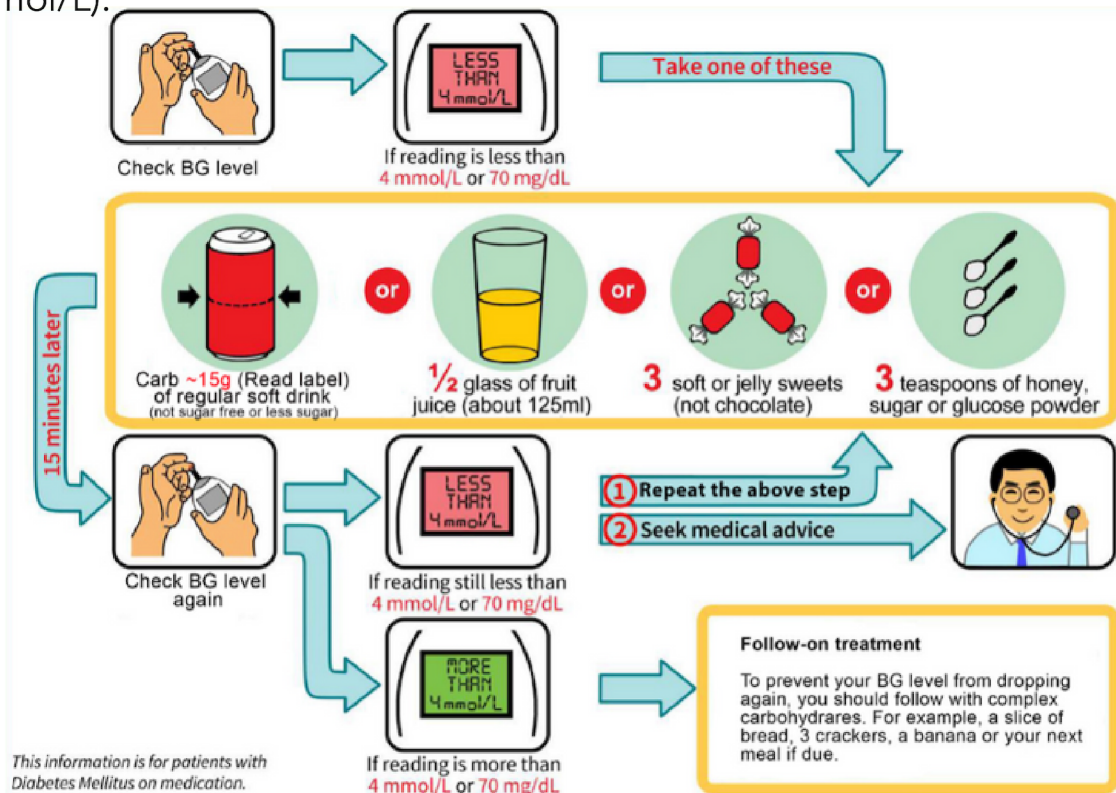 mol/L).
LESS
THAN
4 mmol/L
Take one of these
Check BG level
If reading is less than
4 mmol/L or 70 mg/dL
or
or
or
Carb ~15g (Read label)
of regular soft drink
(not sugar free or less sugar)
½ glass of fruit
juice (about 125ml)
3 soft or jelly sweets
(not chocolate)
3 teaspoons of honey,
sugar or glucose powder
15 minutes later
Check BG level
again
LESS
THAN
4 mmol/L
If reading still less than
4 mmol/L or 70 mg/dL
1 Repeat the above step
2 Seek medical advice
MORE
THAN
4 mmol/L
If reading is more than
4 mmol/L or 70 mg/dL
Follow-on treatment
To prevent your BG level from dropping
again, you should follow with complex
carbohydrares. For example, a slice of
bread, 3 crackers, a banana or your next
meal if due.
This information is for patients with
Diabetes Mellitus on medication.